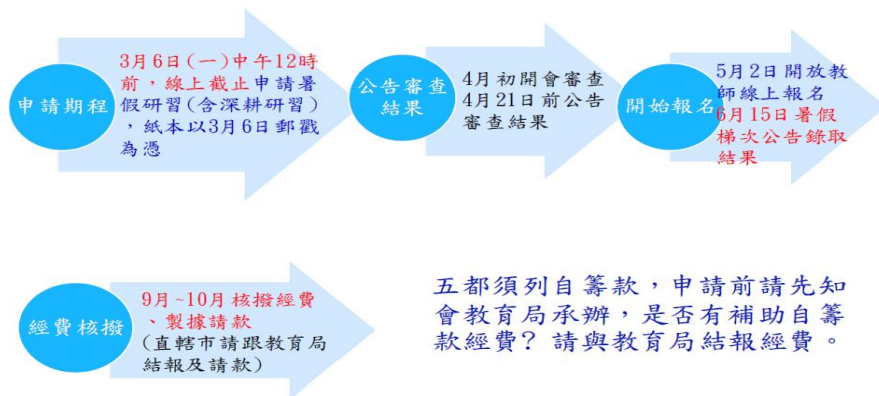 申請期程
3月6日(一)中午12時
前，線上截止申請暑
假研習(含深耕研習)
，紙本以3月6日郵戳
為憑
公告審查
結果
4月初開會審查
4月21日前公告
審查結果
開始報名
5月2日開放教
師線上報名
6月15日暑假
梯次公告錄取
結果
經費核撥
9月~10月核撥經費
、製據請款
(直轄市請跟教育局
結報及請款)
五都須列自籌款，申請前請先知
會教育局承辦，是否有補助自籌
款經費？請與教育局結報經費。